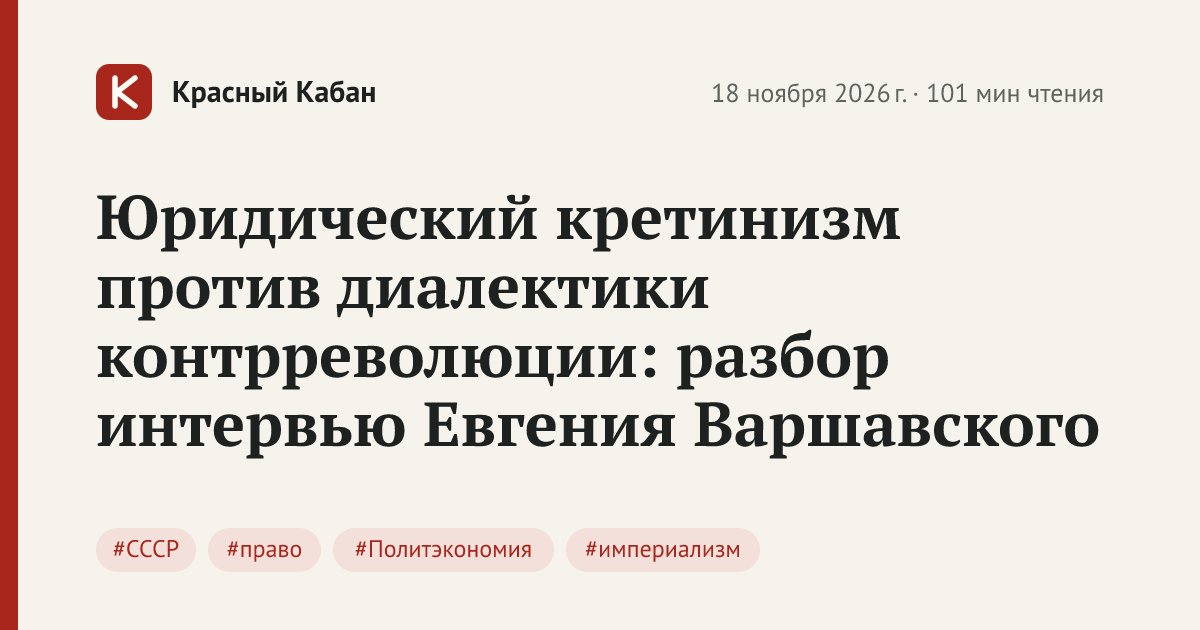 К Красный Кабан
18 ноября 2026 г. · 101 мин чтения
Юридический кретинизм
против диалектики
контрреволюции: разбор
интервью Евгения Варшавского
#СССР #право #Политэкономия #империализм